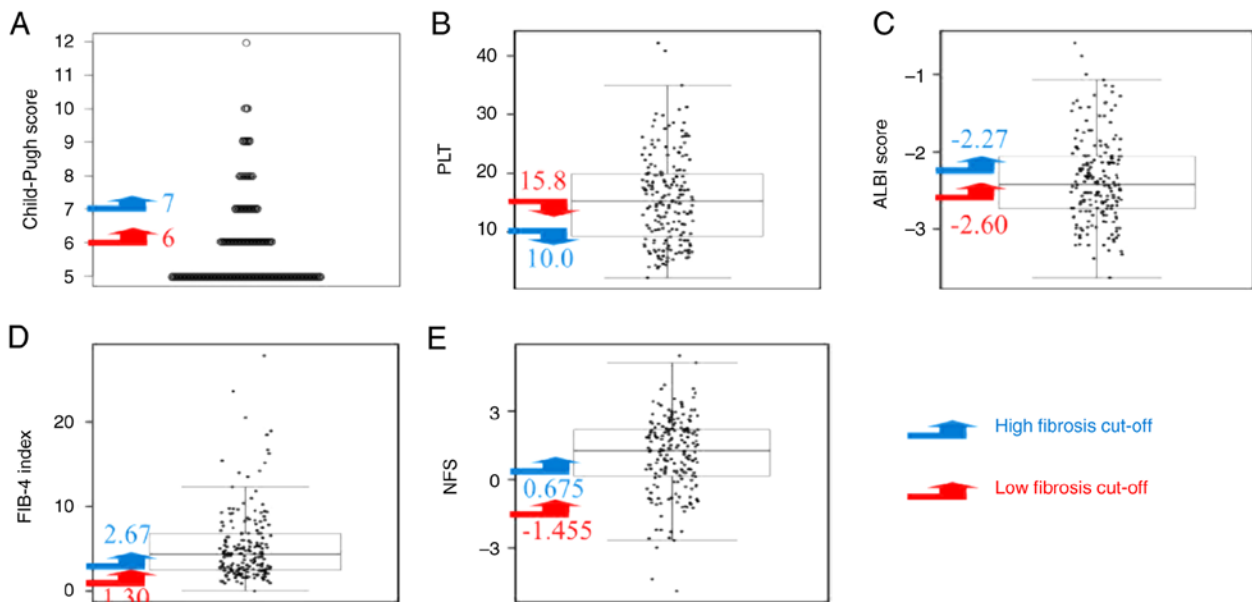 A
Child-Pugh score
12
11
10
9
8
7
6
5
7
6
B
PLT
40
30
20
10
15.8
10.0
C
ALBI score
–1
–2
–3
-2.27
-2.60
D
FIB-4 index
20
10
0
2.67
1.30
E
NFS
3
0
–3
0.675
-1.455
High fibrosis cut-off
Low fibrosis cut-off